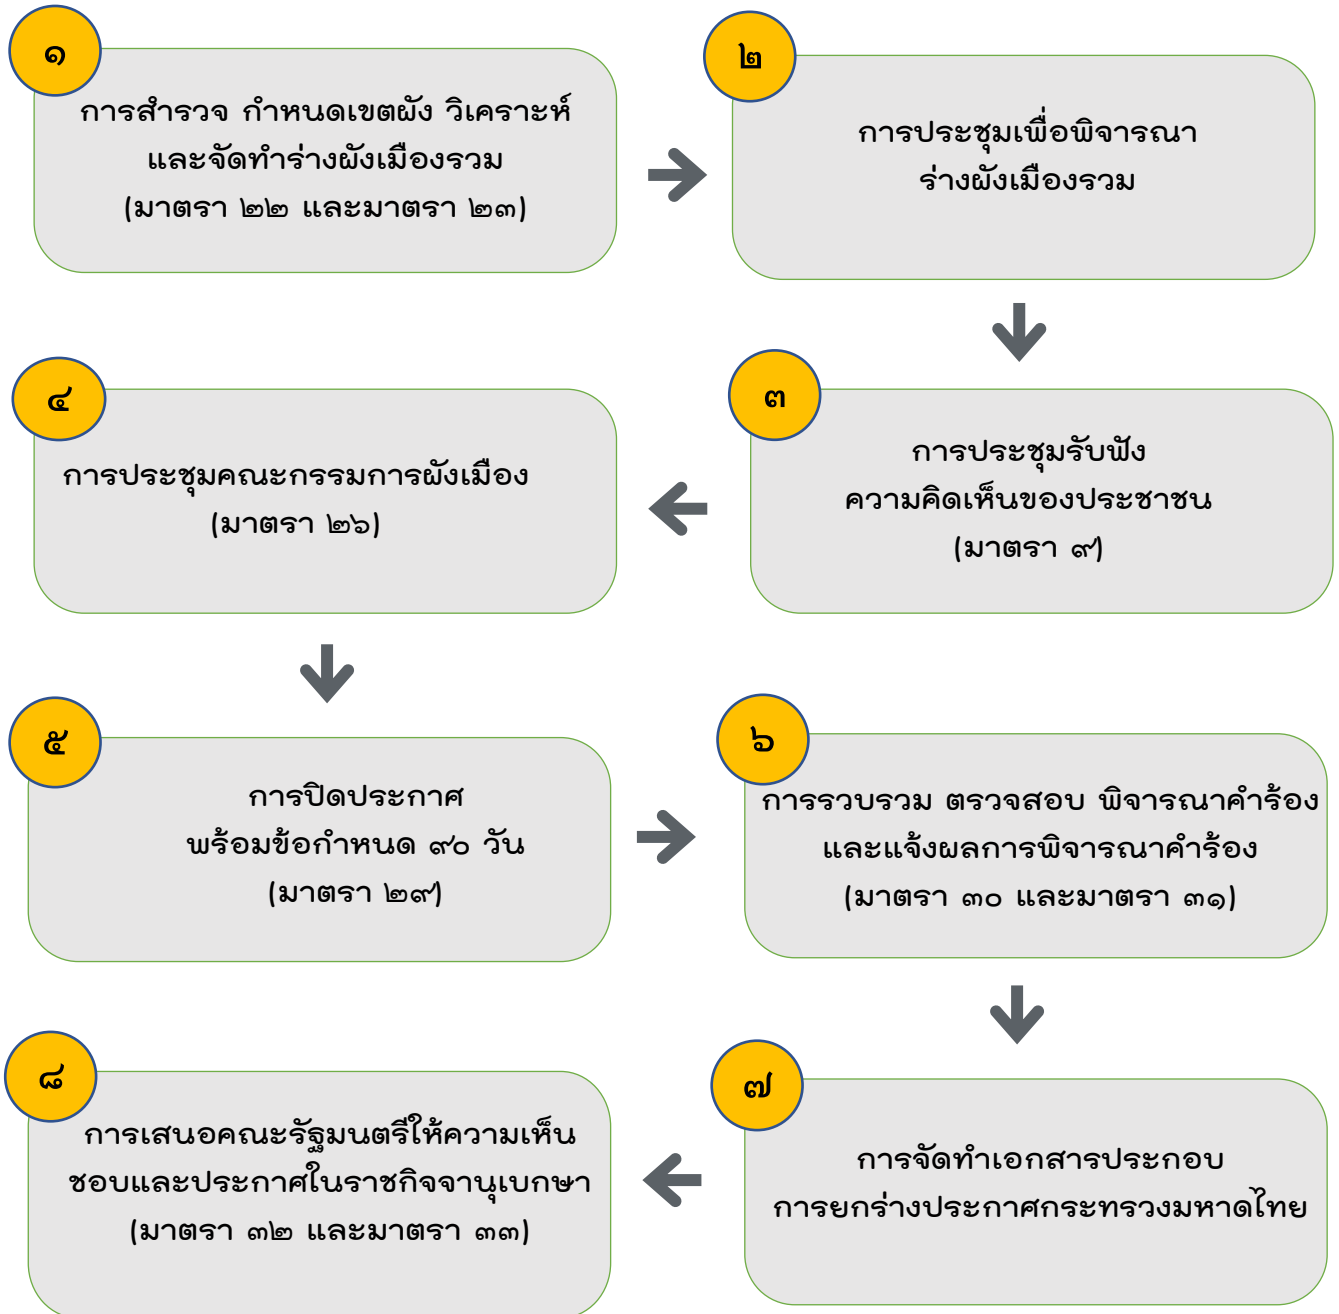 ๑
การสำรวจ กำหนดเขตผัง วิเคราะห์
และจัดทำร่างผังเมืองรวม
(มาตรา ๒๒ และมาตรา ๒๓)
๒
การประชุมเพื่อพิจารณา
ร่างผังเมืองรวม
๓
การประชุมรับฟัง
ความคิดเห็นของประชาชน
(มาตรา ๙)
๔
การประชุมคณะกรรมการผังเมือง
(มาตรา ๒๖)
๕
การปิดประกาศ
พร้อมข้อกำหนด ๙๐ วัน
(มาตรา ๒๙)
๖
การรวบรวม ตรวจสอบ พิจารณาคำร้อง
และแจ้งผลการพิจารณาคำร้อง
(มาตรา ๓๐ และมาตรา ๓๑)
๗
การจัดทำเอกสารประกอบ
การยกร่างประกาศกระทรวงมหาดไทย
๘
การเสนอคณะรัฐมนตรีให้ความเห็น
ชอบและประกาศในราชกิจจานุเบกษา
(มาตรา ๓๒ และมาตรา ๓๓)